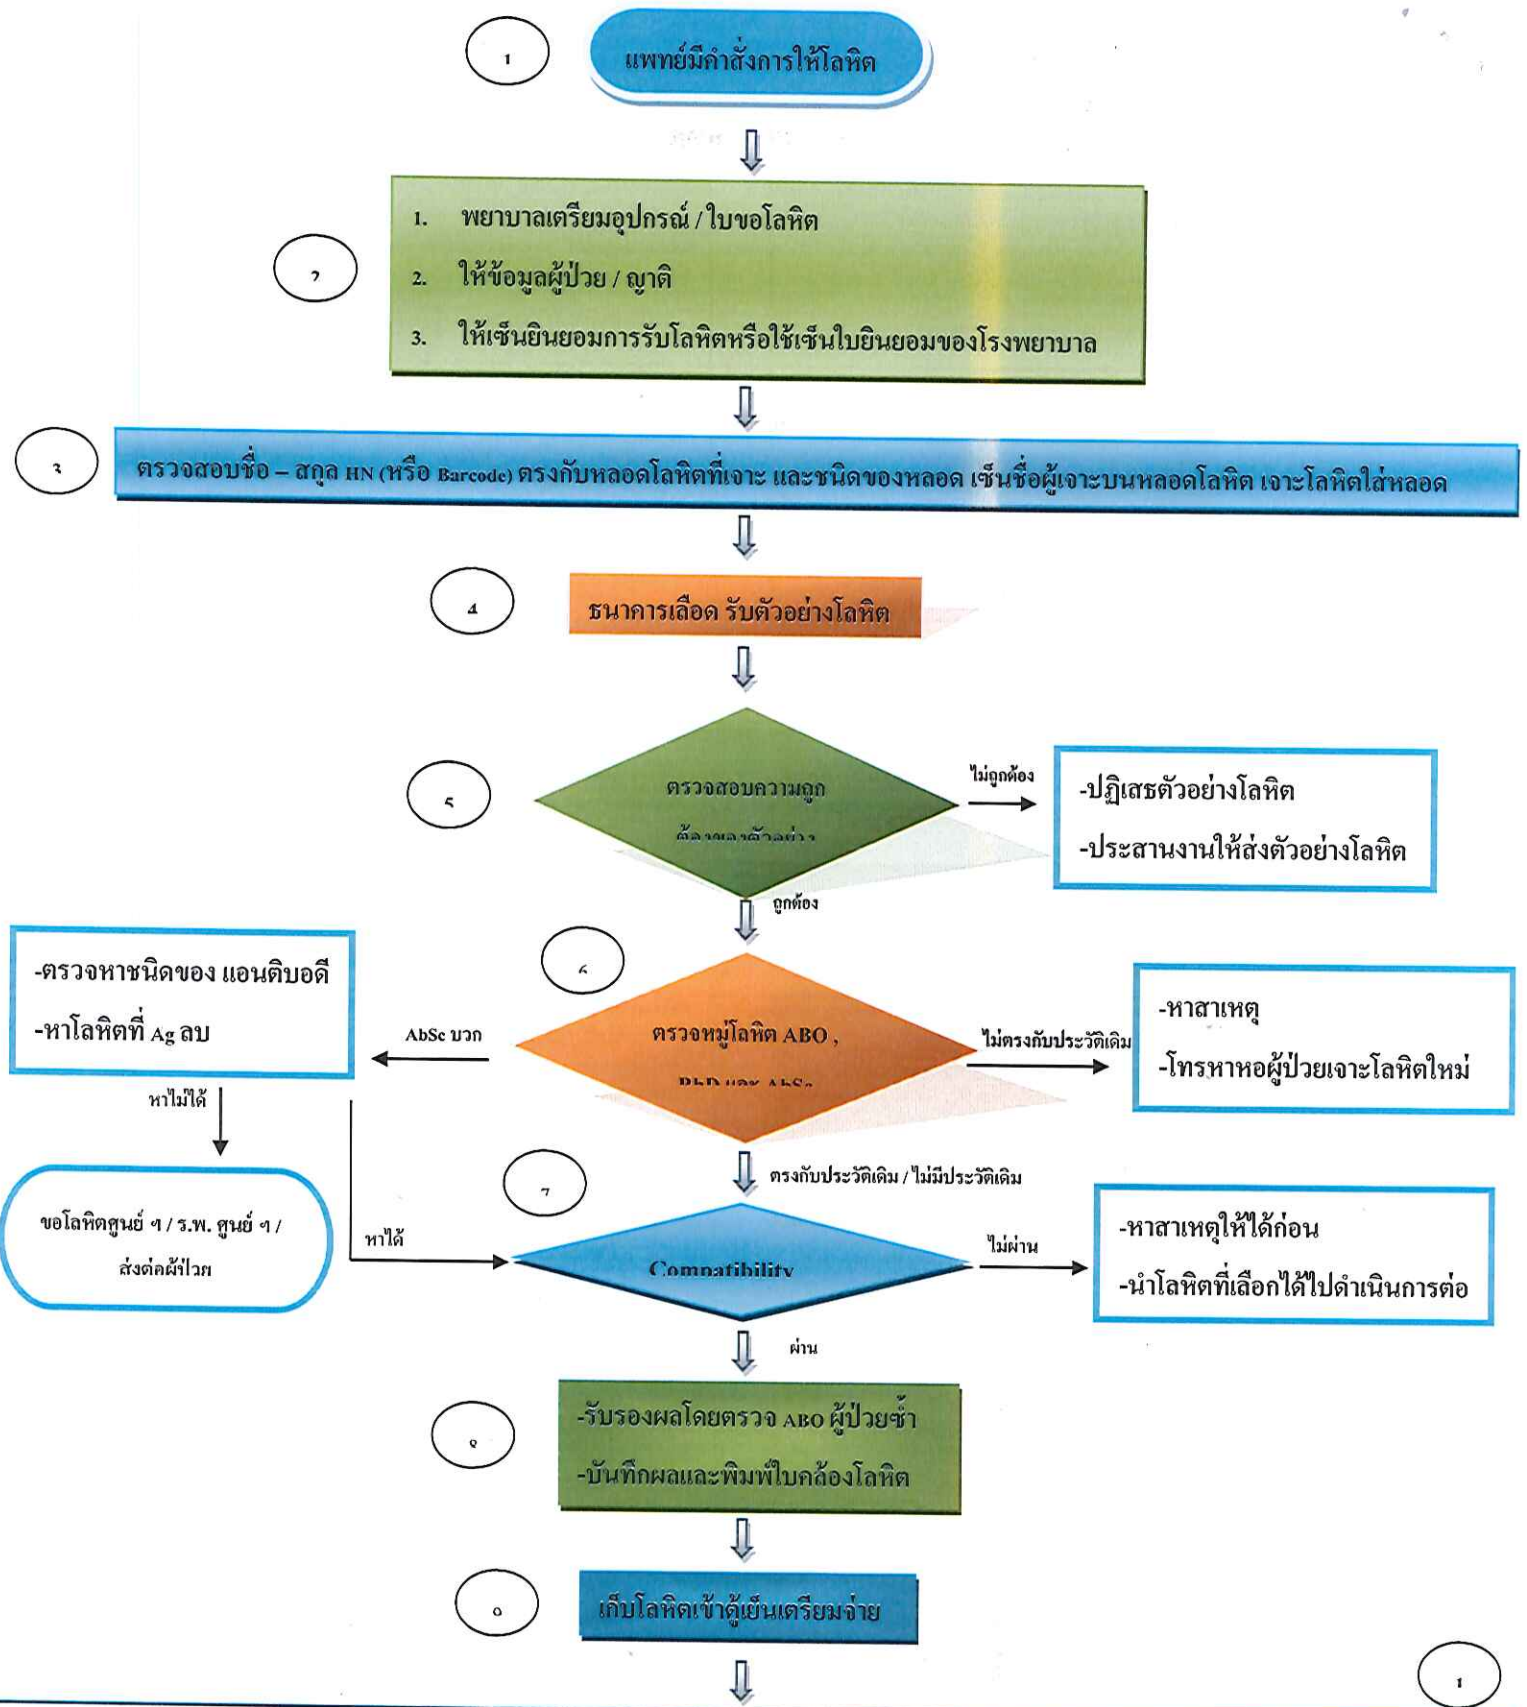 1
แพทย์มีคำสั่งการให้โลหิต
1. พยาบาลเตรียมอุปกรณ์ / ใบขอโลหิต
2. ให้ข้อมูลผู้ป่วย / ญาติ
3. ให้เซ็นยินยอมการรับโลหิตหรือใช้เซ็นใบยินยอมของโรงพยาบาล
ตรวจสอบชื่อ – สกุล HN (หรือ Barcode) ตรงกับหลอดโลหิตที่เจาะ และชนิดของหลอด เซ็นชื่อผู้เจาะบนหลอดโลหิต เจาะโลหิตใส่หลอด
4
ธนาคารเลือด รับตัวอย่างโลหิต
5
ตรวจสอบความถูก
ต้องของตัวอย่าง
ไม่ถูกต้อง
-ปฏิเสธตัวอย่างโลหิต
-ประสานงานให้ส่งตัวอย่างโลหิต
ถูกต้อง
6
ตรวจหมู่โลหิต ABO ,
RhD และ AbSc
AbSc บวก
-ตรวจหาชนิดของ แอนติบอดี
-หาโลหิตที่ Ag ลบ
ไม่ตรงกับประวัติเดิม
-หาสาเหตุ
-โทรหาหอผู้ป่วยเจาะโลหิตใหม่
หาไม่ได้
ขอโลหิตศูนย์ ฯ / ร.พ. ศูนย์ ฯ /
ส่งต่อผู้ป่วย
หาได้
ตรงกับประวัติเดิม / ไม่มีประวัติเดิม
7
Compatibility
ไม่ผ่าน
-หาสาเหตุให้ได้ก่อน
-นำโลหิตที่เลือกได้ไปดำเนินการต่อ
ผ่าน
-รับรองผลโดยตรวจ ABO ผู้ป่วยซ้ำ
-บันทึกผลและพิมพ์ใบคล้องโลหิต
เก็บโลหิตเข้าตู้เย็นเตรียมจ่าย
1